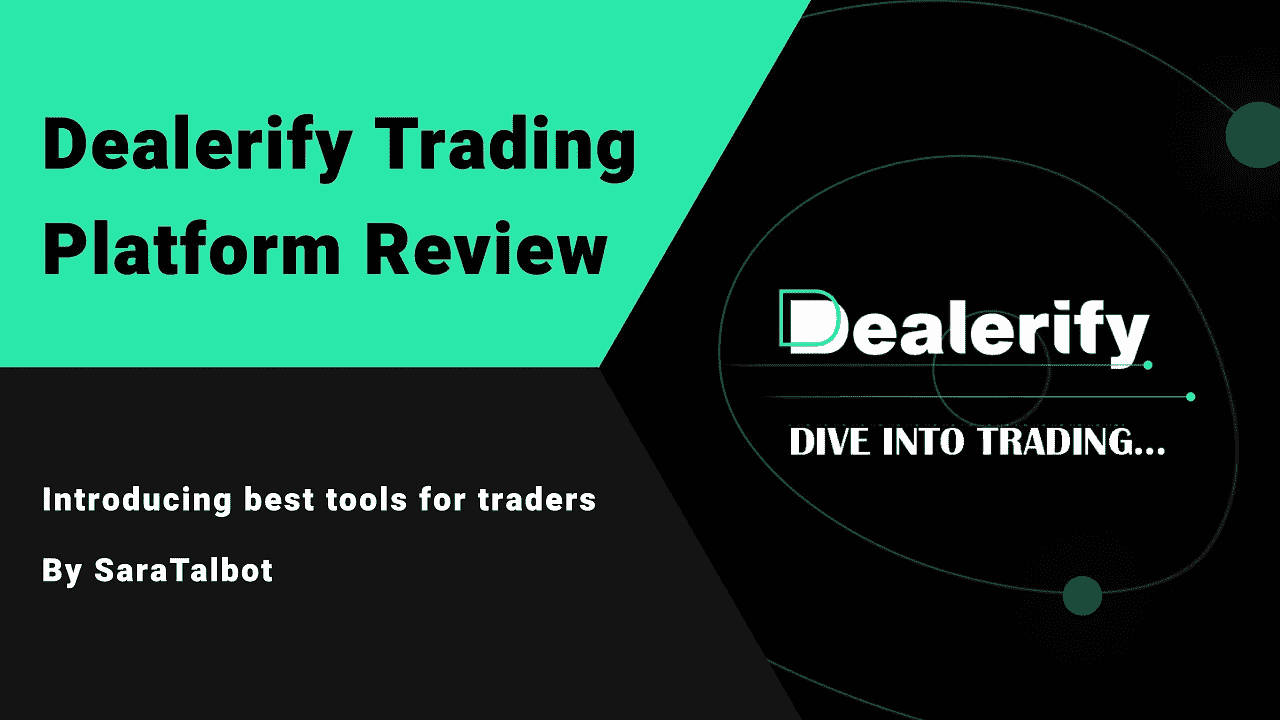 Dealerify Trading
Platform Review
Introducing best tools for traders
By SaraTalbot
Dealerify
DIVE INTO TRADING...